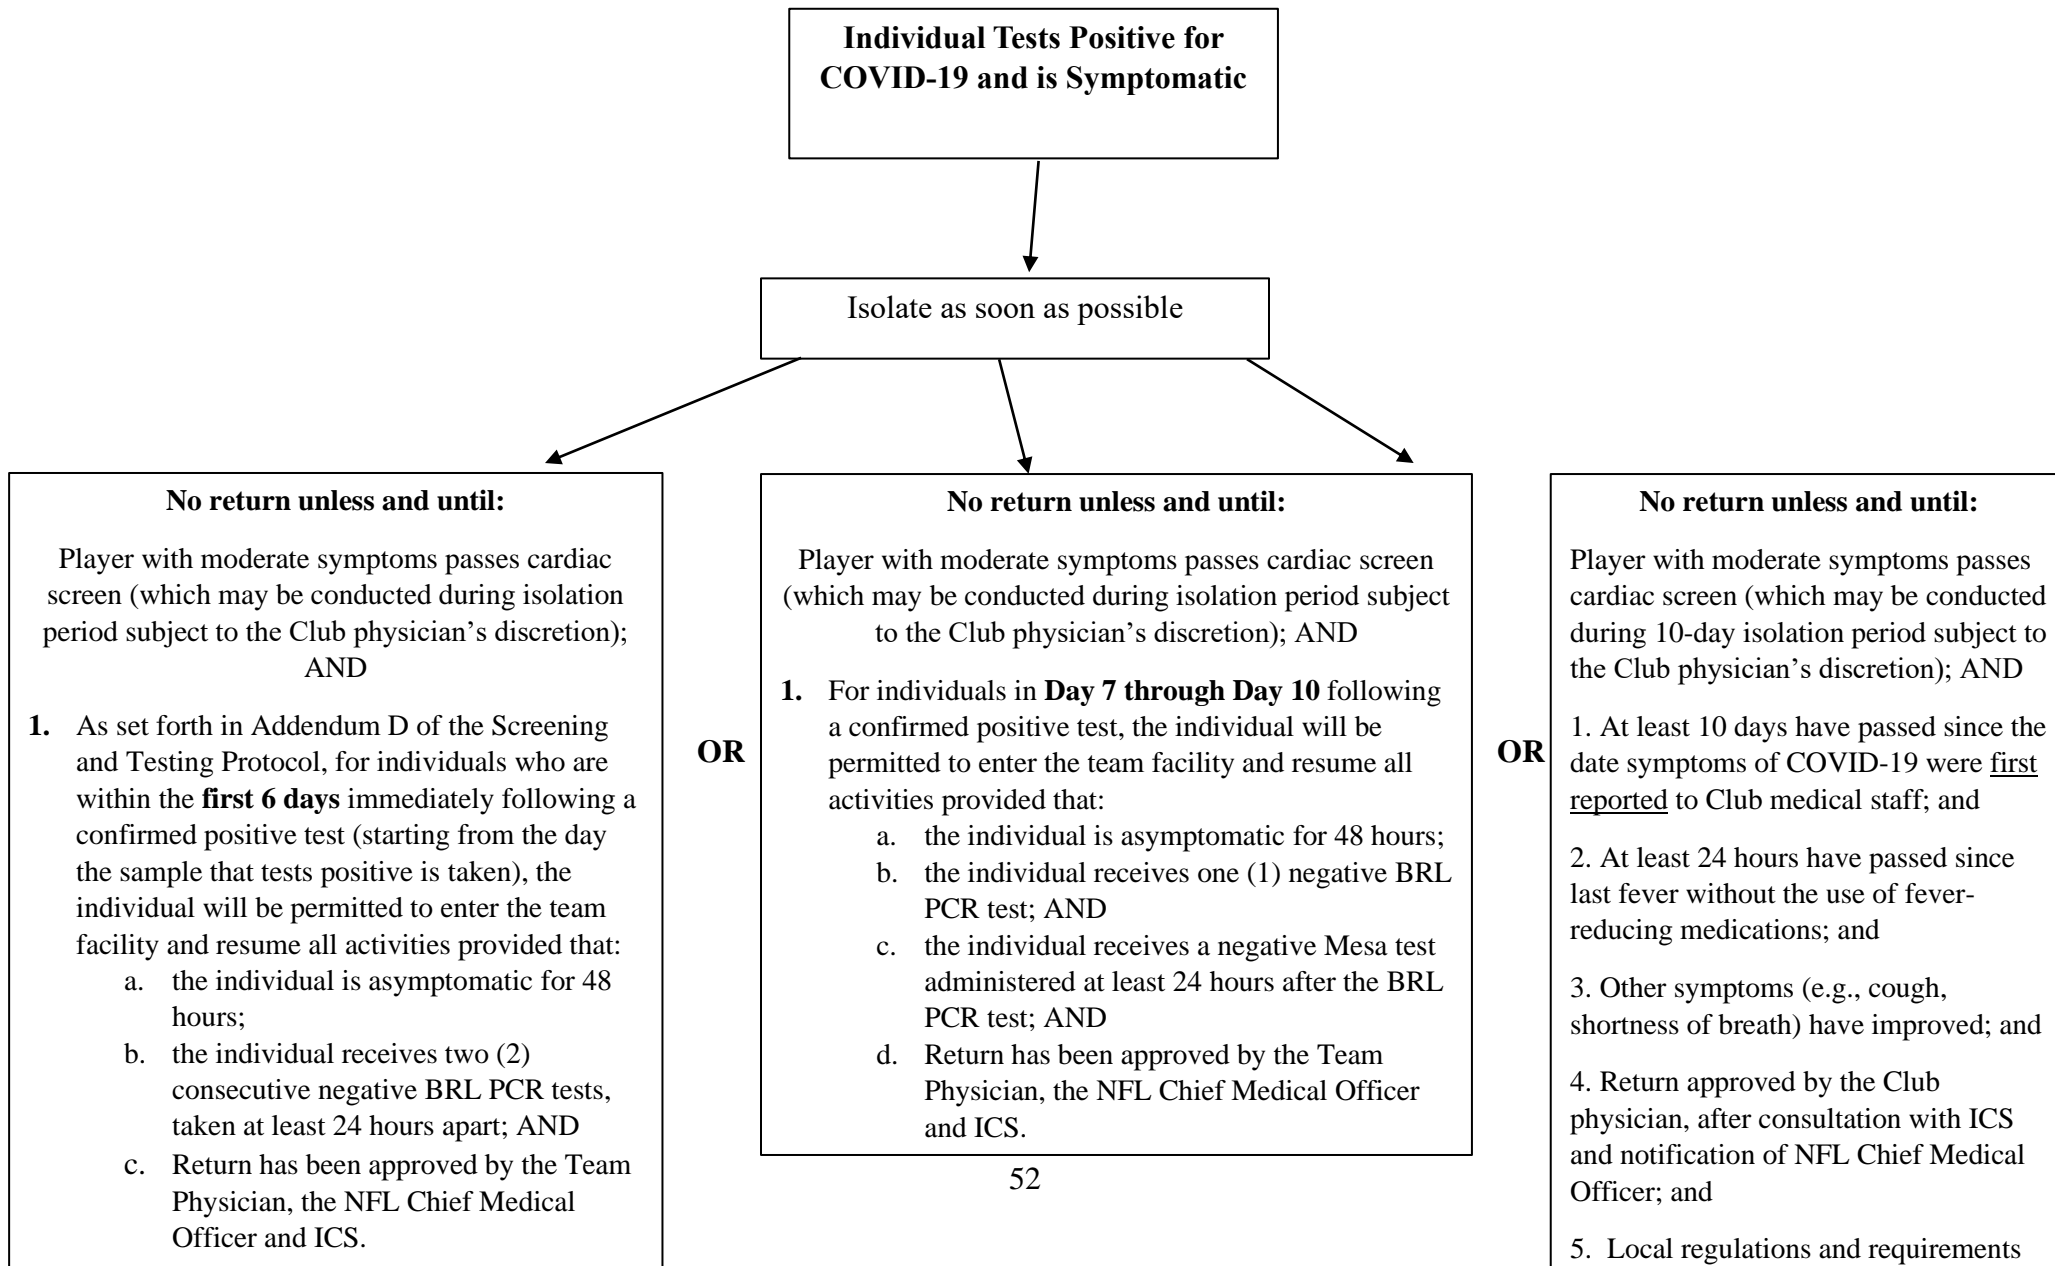 Individual Tests Positive for
COVID-19 and is Symptomatic
Isolate as soon as possible
No return unless and until:
Player with moderate symptoms passes cardiac
screen (which may be conducted during isolation
period subject to the Club physician’s discretion);
AND
1. As set forth in Addendum D of the Screening
and Testing Protocol, for individuals who are
within the first 6 days immediately following a
confirmed positive test (starting from the day
the sample that tests positive is taken), the
individual will be permitted to enter the team
facility and resume all activities provided that:
a. the individual is asymptomatic for 48
hours;
b. the individual receives two (2)
consecutive negative BRL PCR tests,
taken at least 24 hours apart; AND
c. Return has been approved by the Team
Physician, the NFL Chief Medical
Officer and ICS.
OR
No return unless and until:
Player with moderate symptoms passes cardiac screen
(which may be conducted during isolation period subject
to the Club physician’s discretion); AND
1. For individuals in Day 7 through Day 10 following
a confirmed positive test, the individual will be
permitted to enter the team facility and resume all
activities provided that:
a. the individual is asymptomatic for 48 hours;
b. the individual receives one (1) negative BRL
PCR test; AND
c. the individual receives a negative Mesa test
administered at least 24 hours after the BRL
PCR test; AND
d. Return has been approved by the Team
Physician, the NFL Chief Medical Officer
and ICS.
52
OR
No return unless and until:
Player with moderate symptoms passes
cardiac screen (which may be conducted
during 10-day isolation period subject to
the Club physician’s discretion); AND
1. At least 10 days have passed since the
date symptoms of COVID-19 were first
reported to Club medical staff; and
2. At least 24 hours have passed since
last fever without the use of fever-
reducing medications; and
3. Other symptoms (e.g., cough,
shortness of breath) have improved; and
4. Return approved by the Club
physician, after consultation with ICS
and notification of NFL Chief Medical
Officer; and
5. Local regulations and requirements